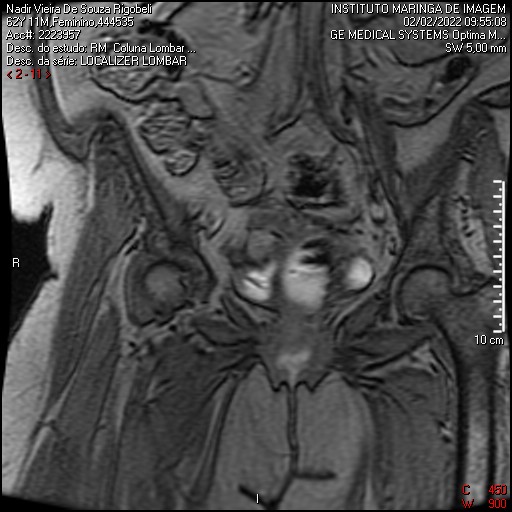 Nadir Vieira De Souza Rigobeli
62Y 11M,Feminino,444535
Acc#: 2223957
Desc. do estudo: RM Coluna Lombar ...
Desc. da série: LOCALIZER LOMBAR
< 2 - 11 >
INSTITUTO MARINGA DE IMAGEM
02/02/2022 09:55:08
GE MEDICAL SYSTEMS Optima M...
SW 5,00 mm
R
10 cm
I
C 450
W 900